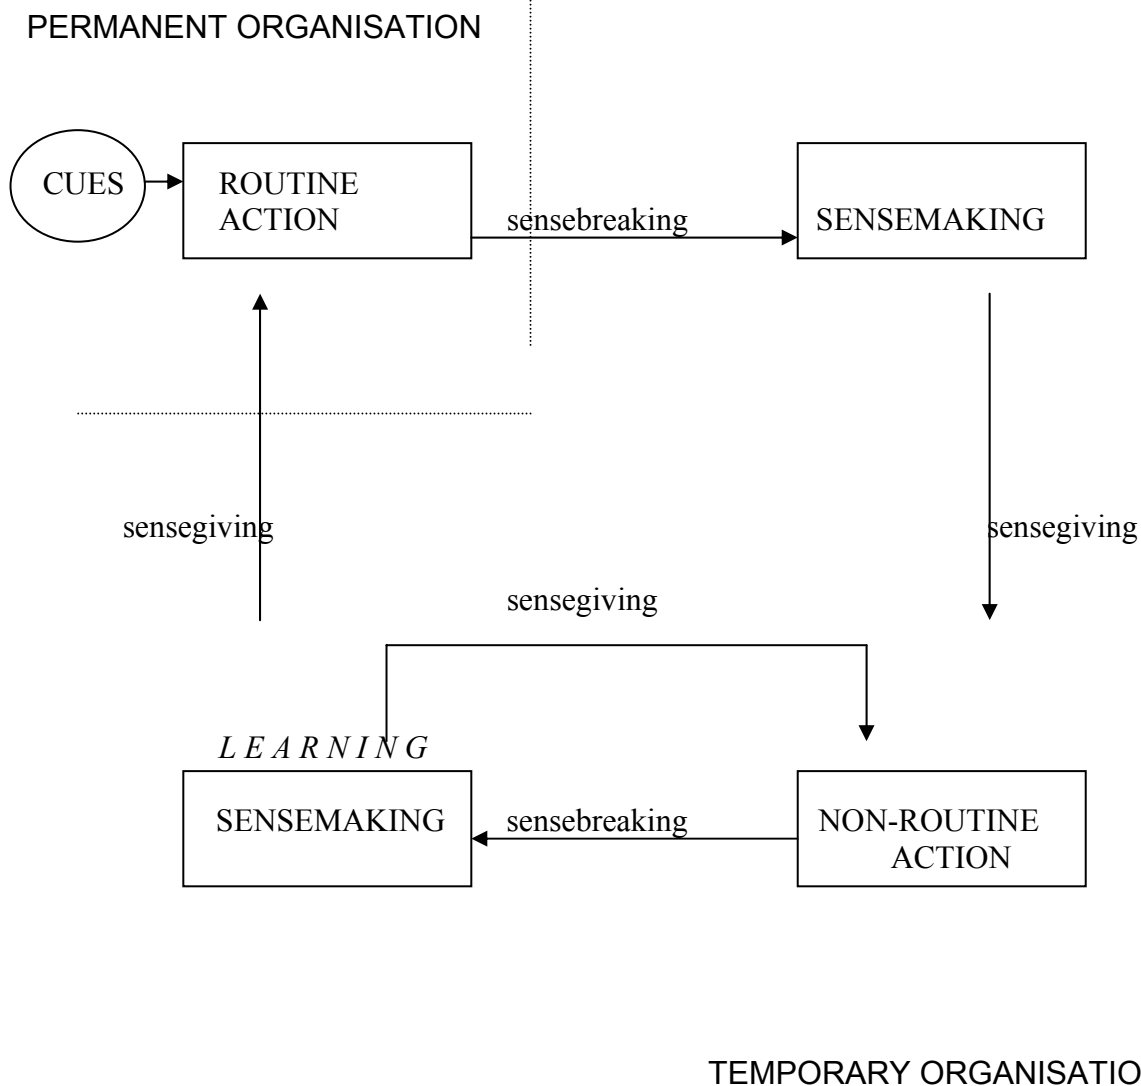 PERMANENT ORGANISATION
CUES
ROUTINE
ACTION
sensebreaking
SENSEMAKING
sensegiving
sensegiving
sensegiving
L E A R N I N G
SENSEMAKING
sensebreaking
NON-ROUTINE
ACTION
TEMPORARY ORGANISATIO